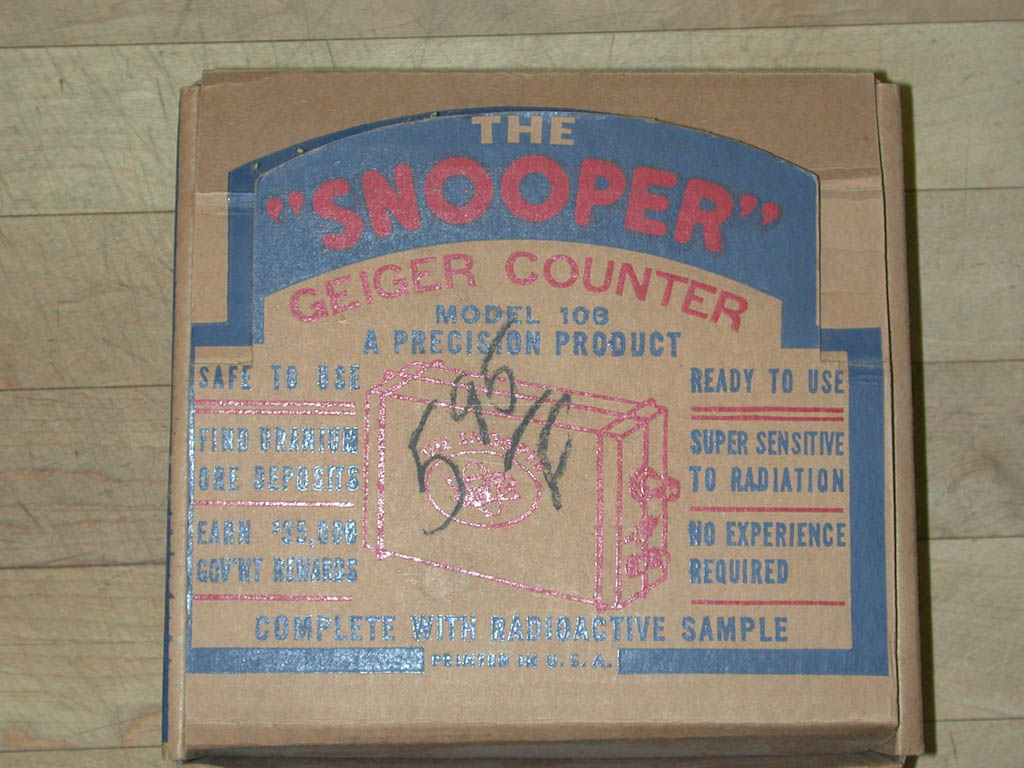 THE
"SNOOPER"
GEIGER COUNTER
MODEL 108
A PRECISION PRODUCT
SAFE TO USE
FIND URANIUM
ORE DEPOSITS
EARN $35,000
GOV'NT REWARDS
THE
READY TO USE
SUPER SENSITIVE
TO RADIATION
NO EXPERIENCE
REQUIRED
COMPLETE WITH RADIOACTIVE SAMPLE
PRINTED IN U.S.A.